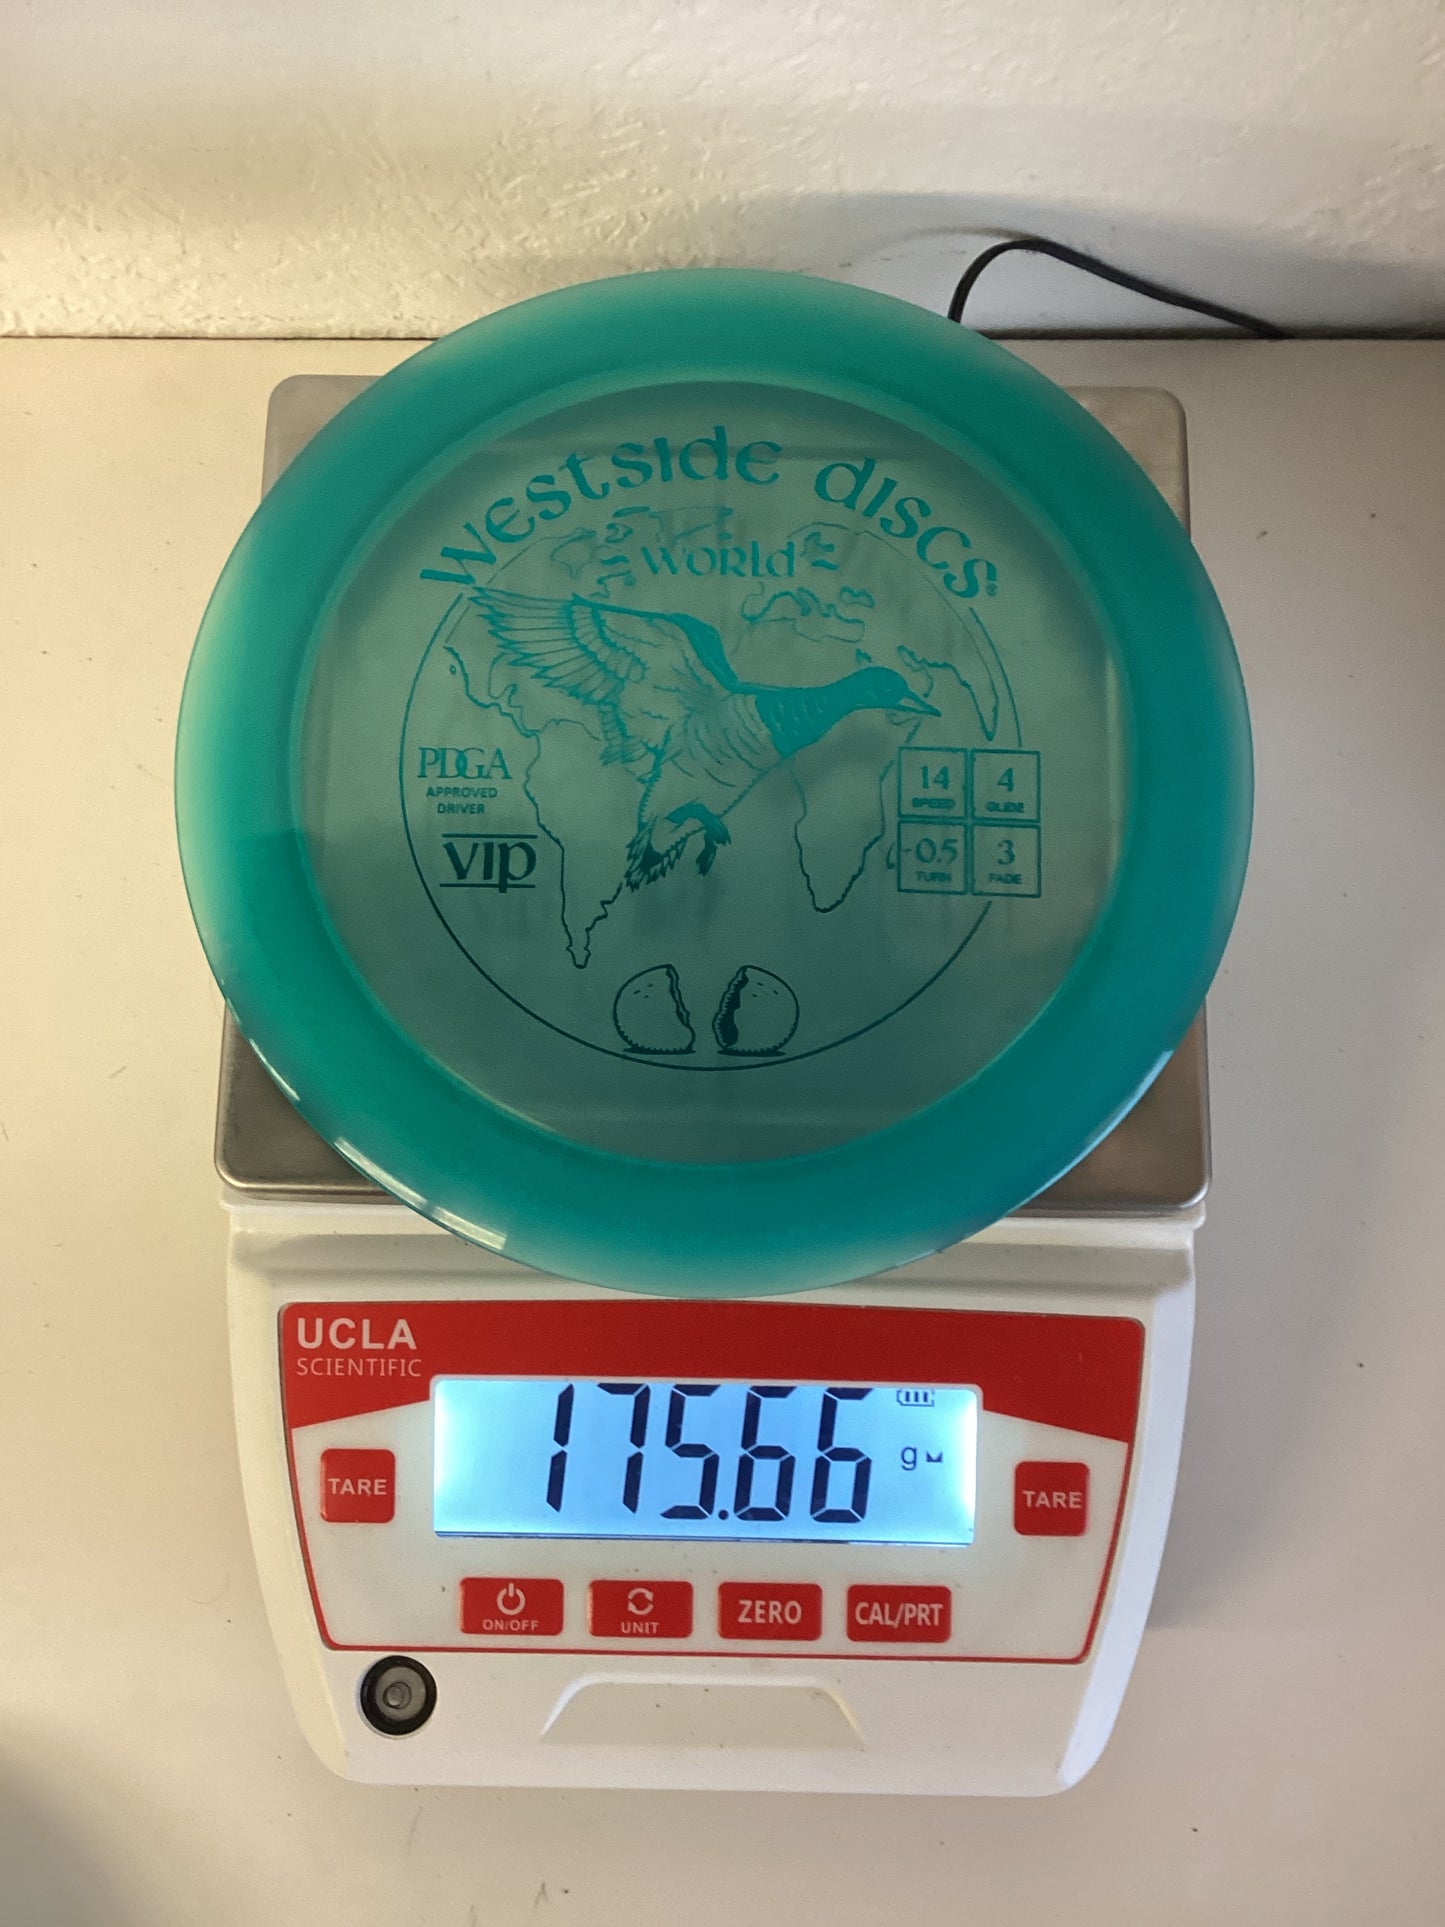 westside discs®
~ WORLD ~
PDGA
APPROVED
DRIVER
VIP
14 4
SPEED GLIDE
-0.5 3
TURN FADE
UCLA
SCIENTIFIC
175.66
g
TARE
TARE
ON/OFF
UNIT
ZERO
CAL/PRT